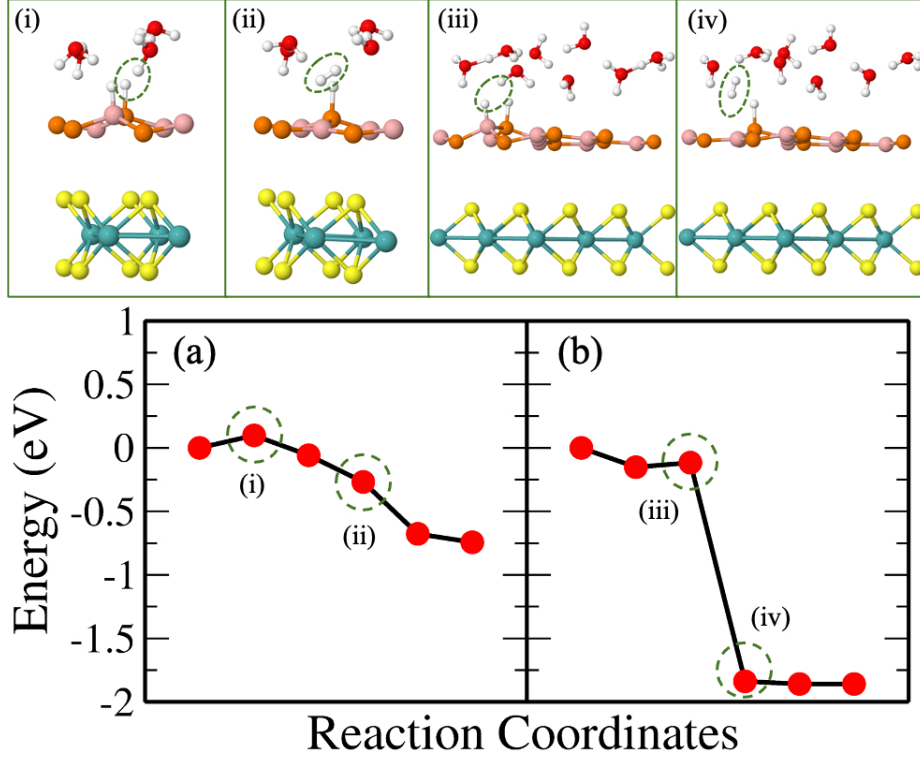 (i) (ii) (iii) (iv)
(a) (b)
1
0.5
0
-0.5
-1
-1.5
-2
Energy (eV)
(i)
(ii)
(iii)
(iv)
Reaction Coordinates